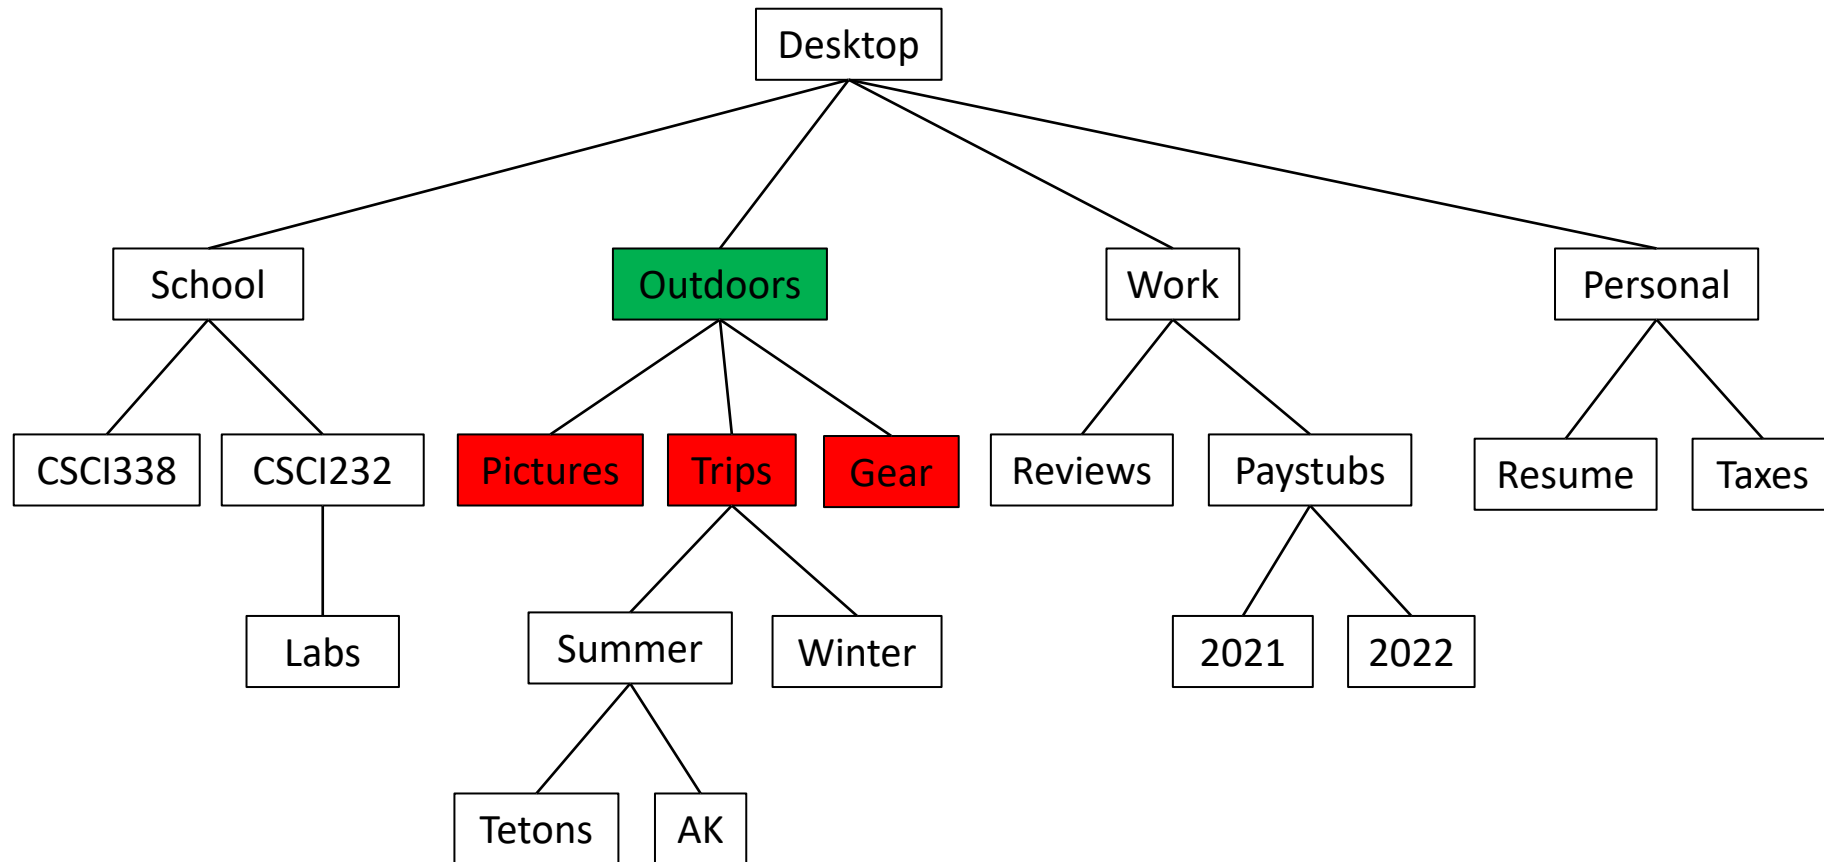 Desktop
School
Outdoors
Work
Personal
CSCI338
CSCI232
Pictures
Trips
Gear
Reviews
Paystubs
Resume
Taxes
Labs
Summer
Winter
2021
2022
Tetons
AK